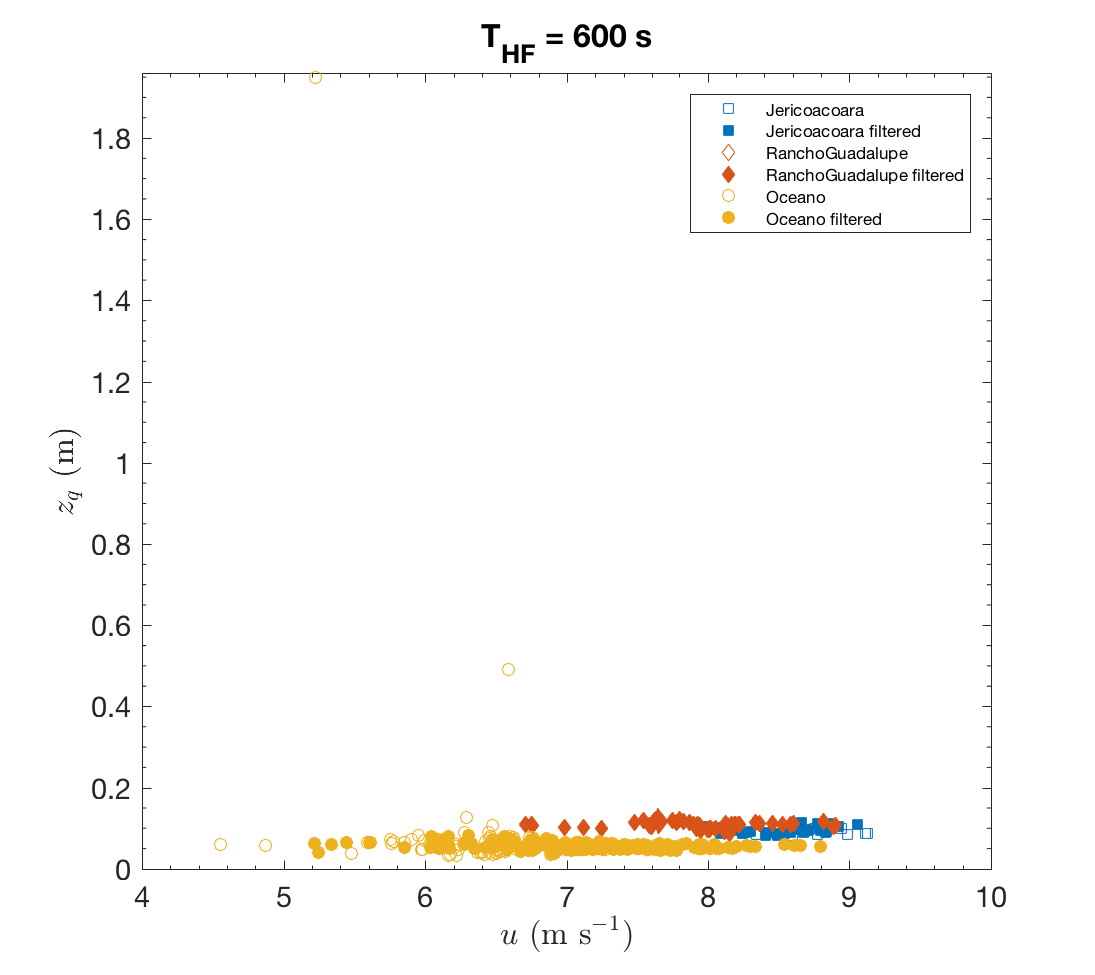 T_HF = 600 s
Jericoacoara
Jericoacoara filtered
RanchoGuadalupe
RanchoGuadalupe filtered
Oceano
Oceano filtered
1.8
1.6
1.4
1.2
1
0.8
0.6
0.4
0.2
0
z_q (m)
4 5 6 7 8 9 10
u (m s^−1)